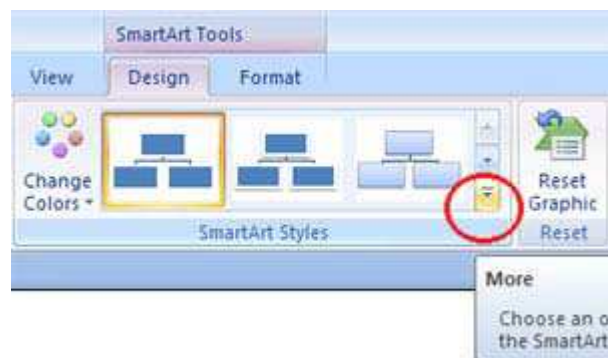 SmartArt Tools
View Design Format
Change
Colors
Reset
Graphic
SmartArt Styles
Reset
More
Choose an o
the SmartArt